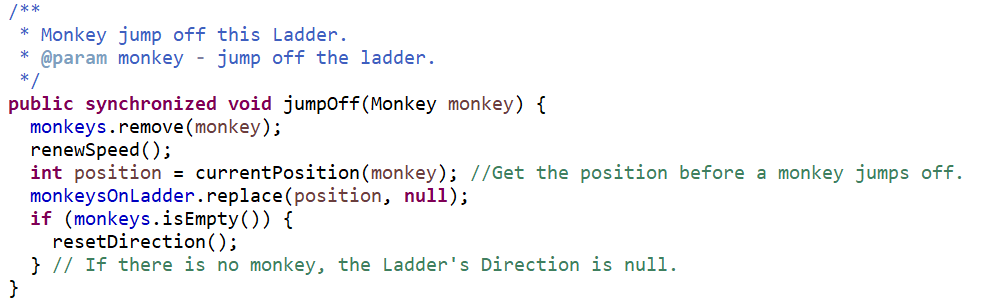 /**
 * Monkey jump off this Ladder.
 * @param monkey - jump off the ladder.
 */
public synchronized void jumpOff(Monkey monkey) {
  monkeys.remove(monkey);
  renewSpeed();
  int position = currentPosition(monkey); //Get the position before a monkey jumps off.
  monkeysOnLadder.replace(position, null);
  if (monkeys.isEmpty()) {
    resetDirection();
  } // If there is no monkey, the Ladder's Direction is null.
}